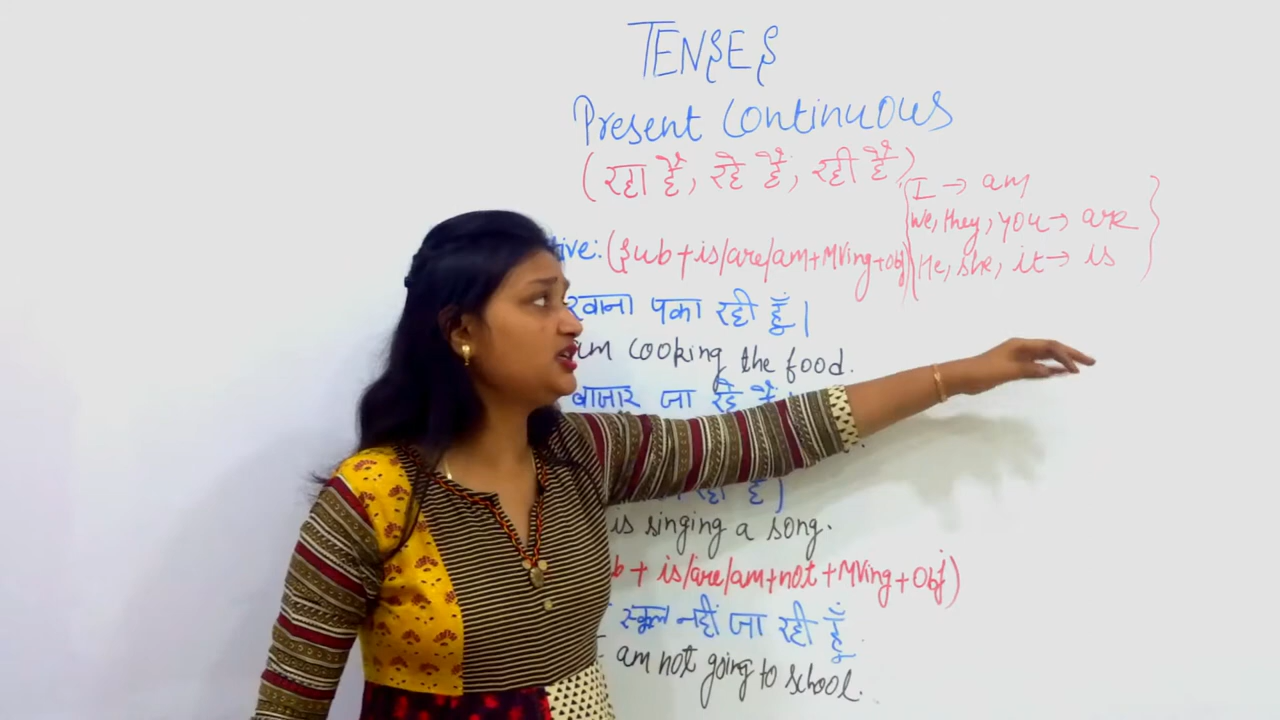 TENSES
Present Continuous
(रहा है, रहे हैं, रही हैं)
I → am
We, they, you → are
tive: (Sub + is/are/am + MVing + Obj)
He, she, it → is
खाना पका रही हूँ।
am cooking the food.
बाजार जा रहे हैं।
is singing a song.
b + is/are/am + not + MVing + Obj)
स्कूल नहीं जा रही हूँ
am not going to school.